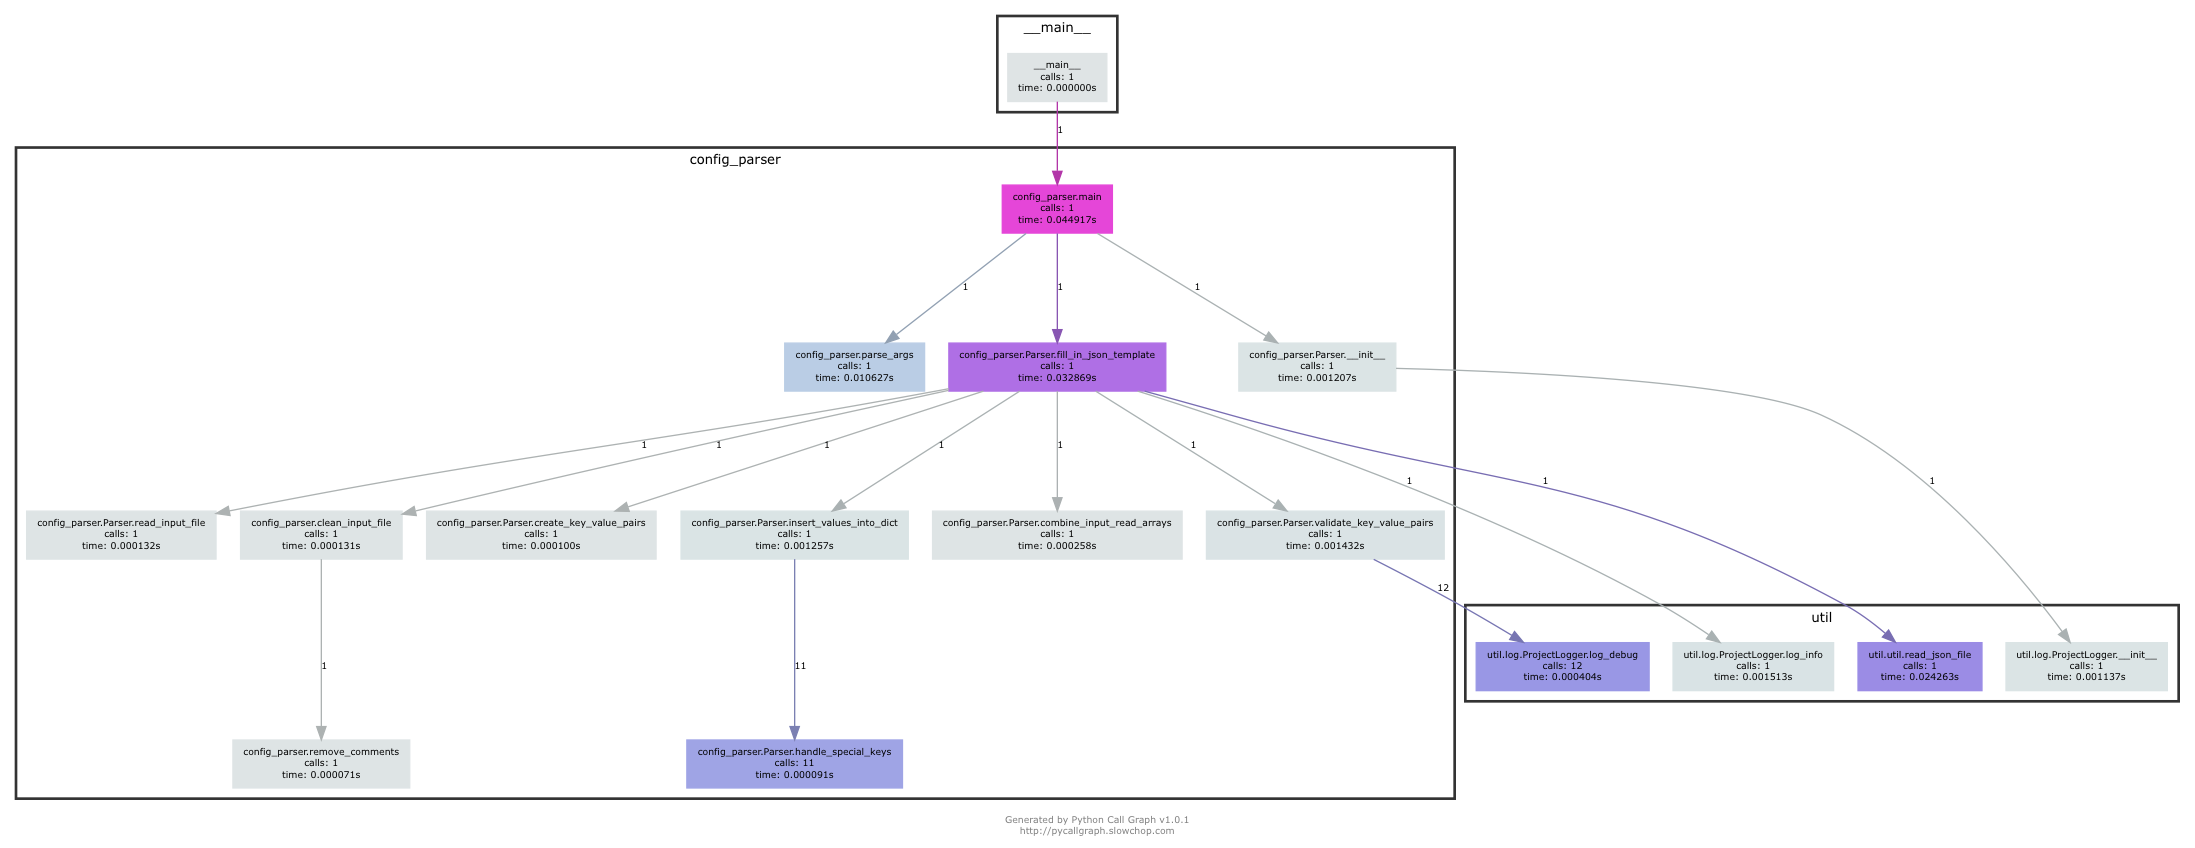 __main__
__main__
calls: 1
time: 0.000000s
1
config_parser
config_parser.main
calls: 1
time: 0.044917s
1
1
1
config_parser.parse_args
calls: 1
time: 0.010627s
config_parser.Parser.fill_in_json_template
calls: 1
time: 0.032869s
config_parser.Parser.__init__
calls: 1
time: 0.001207s
1
1
1
1
1
1
1
1
1
config_parser.Parser.read_input_file
calls: 1
time: 0.000132s
config_parser.clean_input_file
calls: 1
time: 0.000131s
config_parser.Parser.create_key_value_pairs
calls: 1
time: 0.000100s
config_parser.Parser.insert_values_into_dict
calls: 1
time: 0.001257s
config_parser.Parser.combine_input_read_arrays
calls: 1
time: 0.000258s
config_parser.Parser.validate_key_value_pairs
calls: 1
time: 0.001432s
12
util
util.log.ProjectLogger.log_debug
calls: 12
time: 0.000404s
util.log.ProjectLogger.log_info
calls: 1
time: 0.001513s
util.util.read_json_file
calls: 1
time: 0.024263s
util.log.ProjectLogger.__init__
calls: 1
time: 0.001137s
1
11
config_parser.remove_comments
calls: 1
time: 0.000071s
config_parser.Parser.handle_special_keys
calls: 11
time: 0.000091s
Generated by Python Call Graph v1.0.1
http://pycallgraph.slowchop.com